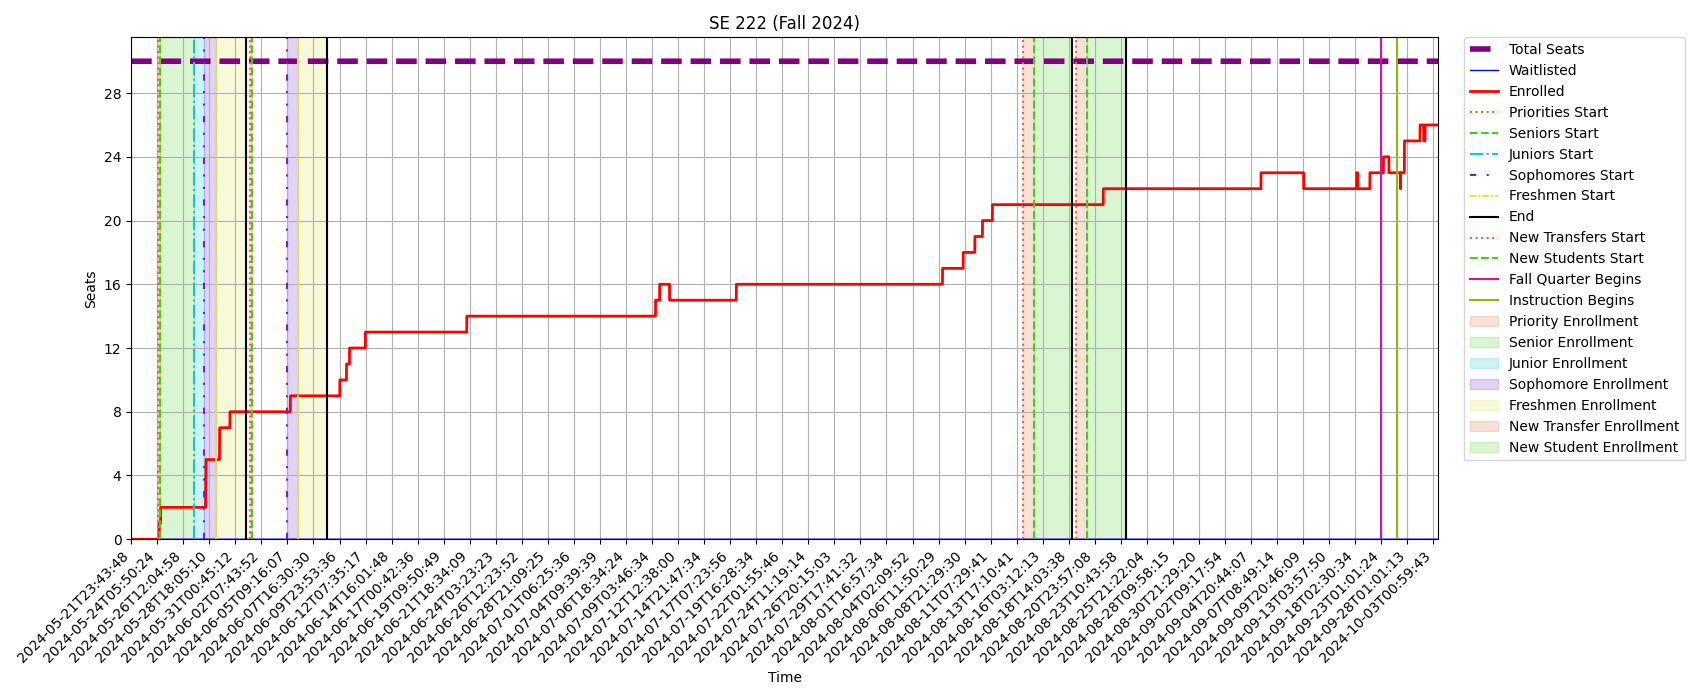 SE 222 (Fall 2024)
Seats
28
24
20
16
12
8
4
0
2024-05-21T23:43:48
2024-05-24T05:50:24
2024-05-26T12:04:58
2024-05-28T18:05:10
2024-05-31T00:45:12
2024-06-02T07:43:52
2024-06-05T09:16:07
2024-06-07T16:30:30
2024-06-09T23:53:36
2024-06-12T07:35:17
2024-06-14T16:01:48
2024-06-17T00:42:36
2024-06-19T09:50:49
2024-06-21T18:34:09
2024-06-24T03:23:23
2024-06-26T12:23:52
2024-06-28T21:09:25
2024-07-01T06:25:36
2024-07-04T09:39:39
2024-07-06T18:34:24
2024-07-09T03:46:34
2024-07-12T12:38:00
2024-07-14T21:47:34
2024-07-17T07:23:56
2024-07-19T16:28:34
2024-07-22T01:55:46
2024-07-24T11:19:14
2024-07-26T20:15:03
2024-07-29T17:41:32
2024-08-01T16:57:34
2024-08-04T02:09:52
2024-08-06T11:50:29
2024-08-08T21:29:30
2024-08-11T07:29:41
2024-08-13T17:10:41
2024-08-16T03:12:13
2024-08-18T14:03:38
2024-08-20T23:57:08
2024-08-23T10:43:58
2024-08-25T21:22:04
2024-08-28T09:58:15
2024-08-30T21:29:20
2024-09-02T09:17:54
2024-09-04T20:44:07
2024-09-07T08:49:14
2024-09-09T20:46:09
2024-09-13T03:57:50
2024-09-18T02:30:34
2024-09-23T01:01:24
2024-09-28T01:01:13
2024-10-03T00:59:43
Time
Total Seats
Waitlisted
Enrolled
Priorities Start
Seniors Start
Juniors Start
Sophomores Start
Freshmen Start
End
New Transfers Start
New Students Start
Fall Quarter Begins
Instruction Begins
Priority Enrollment
Senior Enrollment
Junior Enrollment
Sophomore Enrollment
Freshmen Enrollment
New Transfer Enrollment
New Student Enrollment